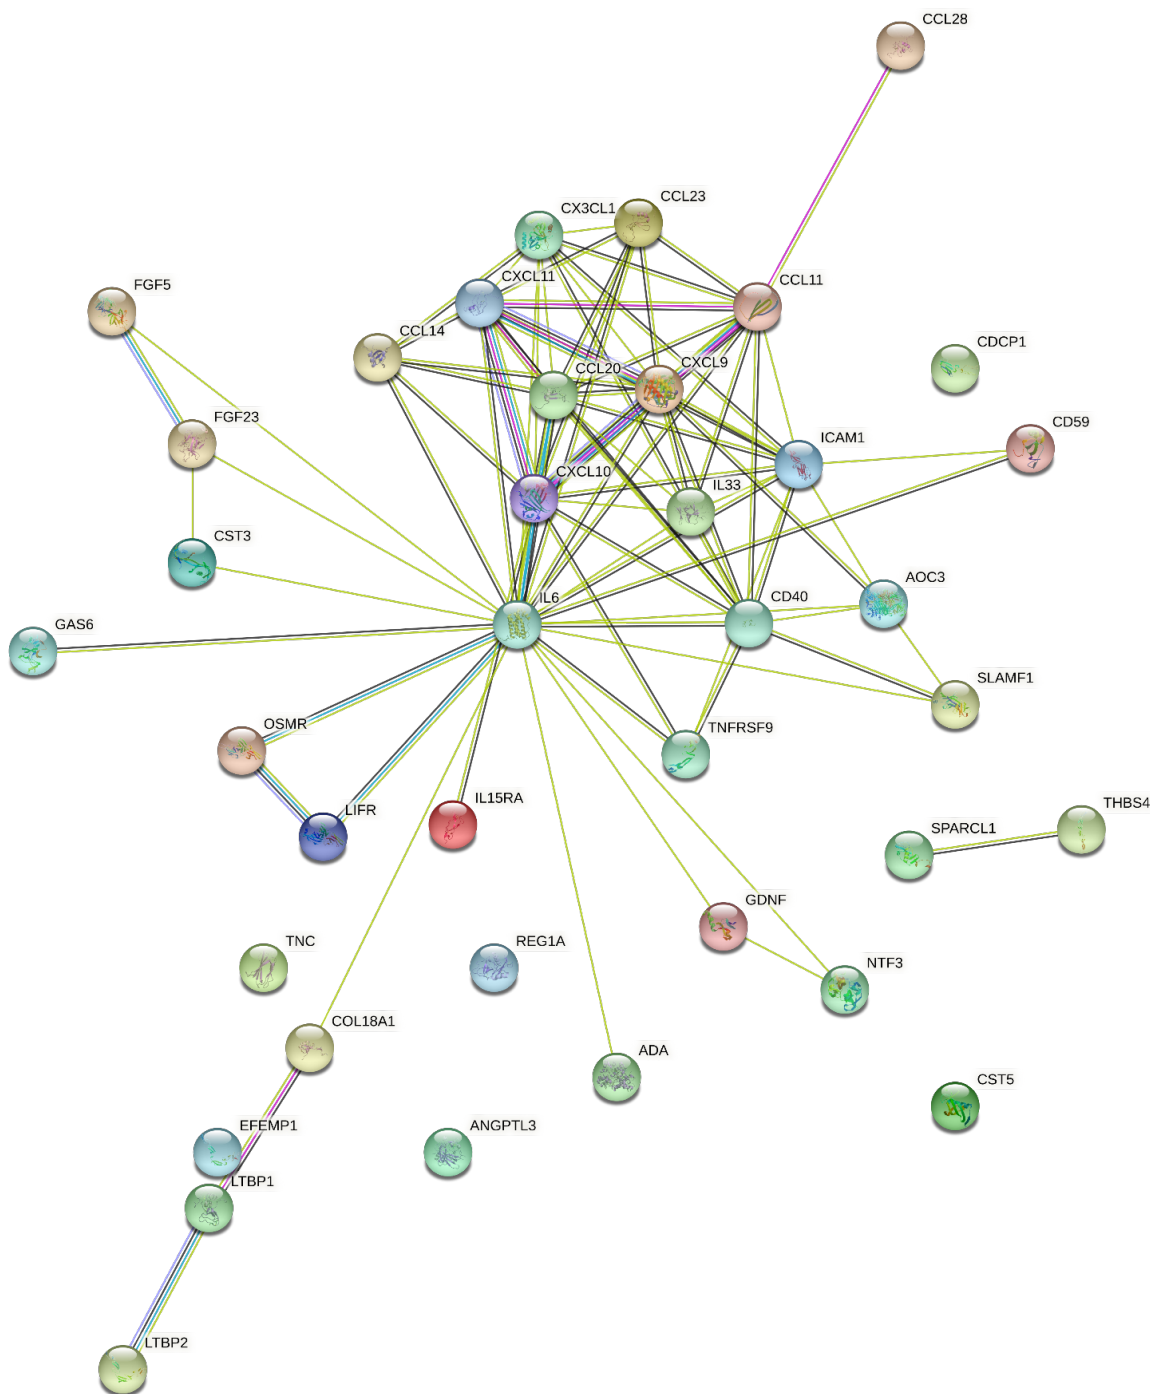 CCL28
CCL23
CX3CL1
CXCL11
CCL11
FGF5
CCL14
CCL20
CXCL9
CDCP1
FGF23
ICAM1
CD59
CXCL10
IL33
CST3
IL6
CD40
AOC3
GAS6
SLAMF1
OSMR
TNFRSF9
LIFR
IL15RA
THBS4
SPARCL1
GDNF
TNC
REG1A
NTF3
COL18A1
ADA
CST5
EFEMP1
ANGPTL3
LTBP1
LTBP2